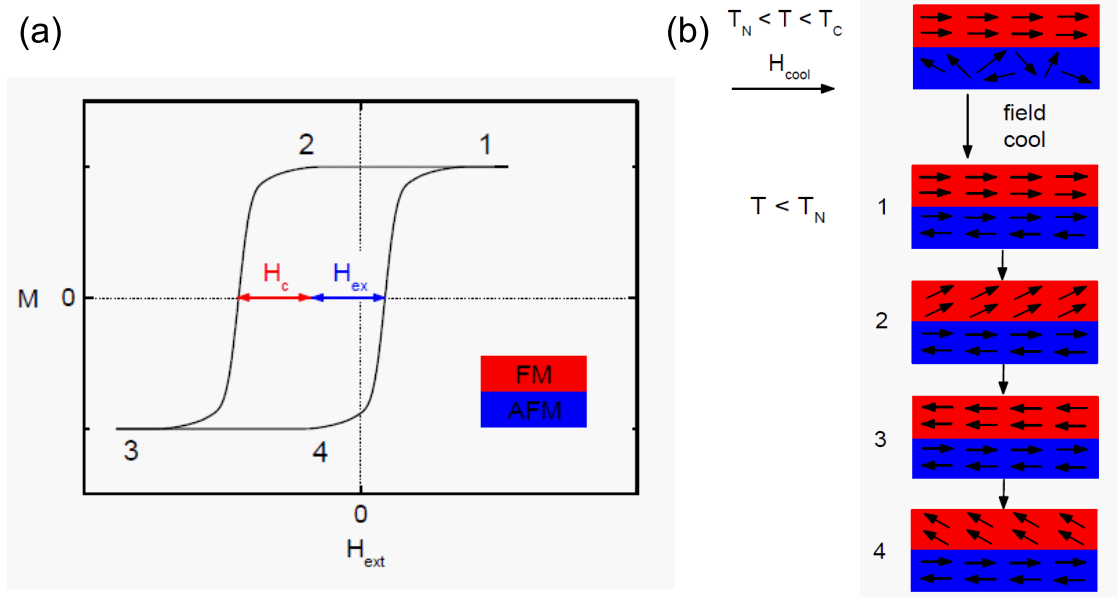 (a)
2
1
H_c
H_ex
M
0
FM
AFM
3
4
0
H_ext
(b)
T_N < T < T_C
H_cool
field
cool
T < T_N
1
2
3
4